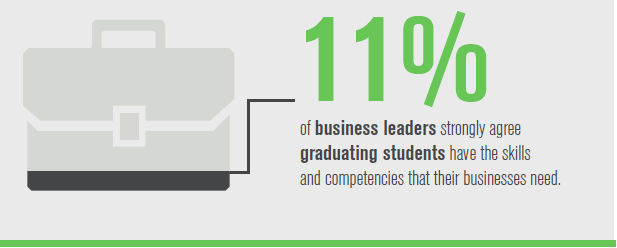 11%
of business leaders strongly agree
graduating students have the skills
and competencies that their businesses need.